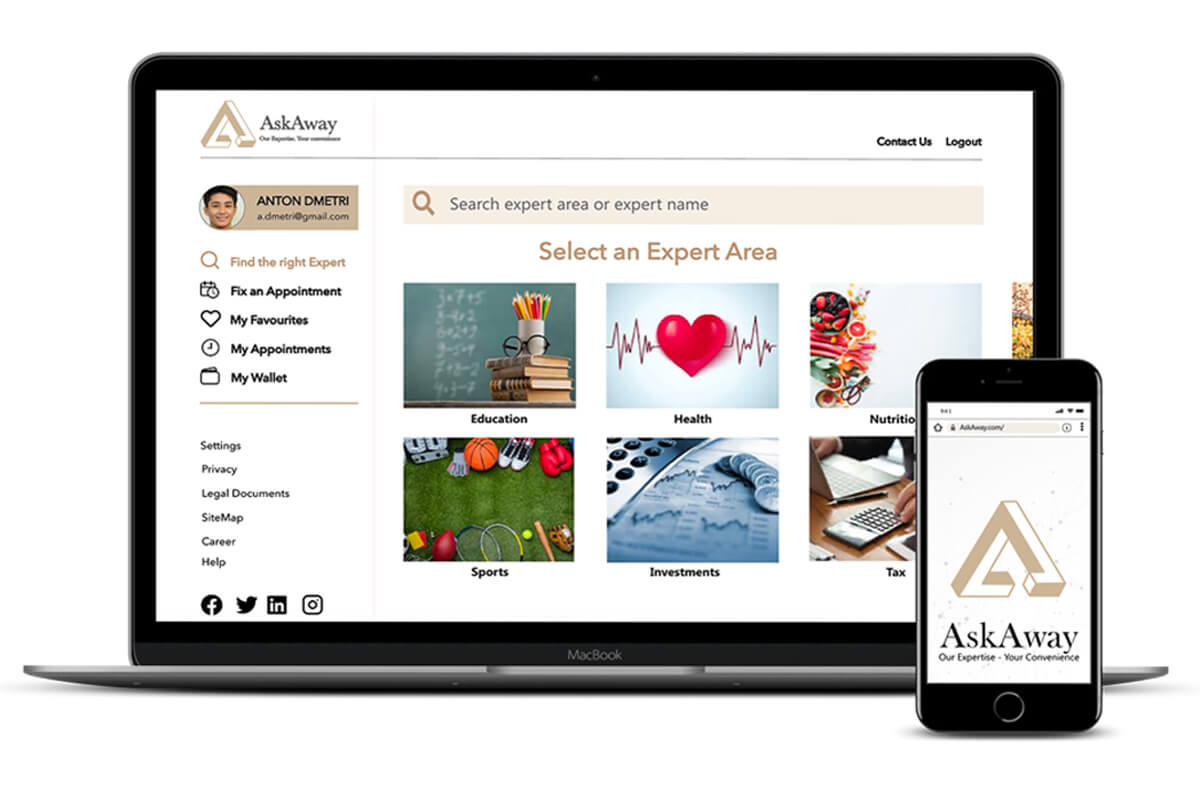 AskAway
Our Expertise, Your convenience
Contact Us Logout
ANTON DMETRI
a.dmetri@gmail.com
Search expert area or expert name
Select an Expert Area
Find the right Expert
Fix an Appointment
My Favourites
My Appointments
My Wallet
Settings
Privacy
Legal Documents
SiteMap
Career
Help
Education
Health
Nutritio
Sports
Investments
Tax
MacBook
9:41
AskAway.com/
AskAway
Our Expertise - Your Convenience